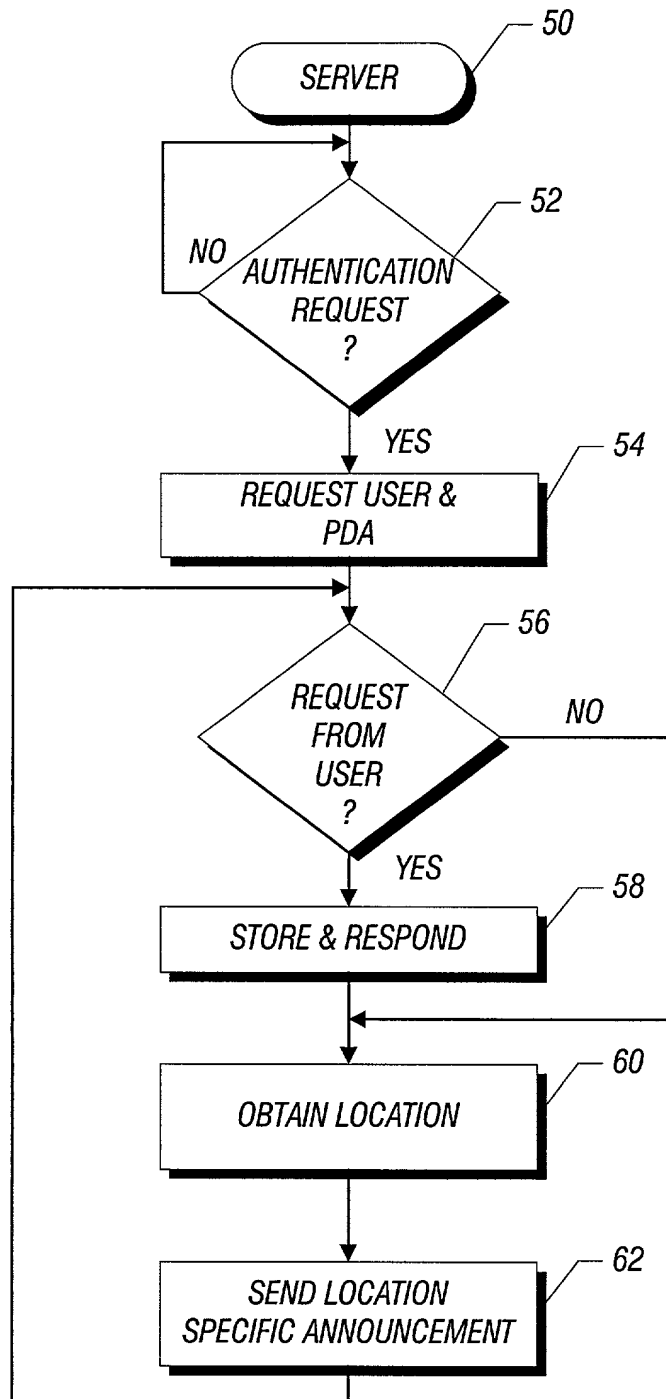 50
SERVER
52
NO
AUTHENTICATION
REQUEST
?
YES
54
REQUEST USER &
PDA
56
REQUEST
FROM
USER
?
NO
YES
58
STORE & RESPOND
60
OBTAIN LOCATION
62
SEND LOCATION
SPECIFIC ANNOUNCEMENT